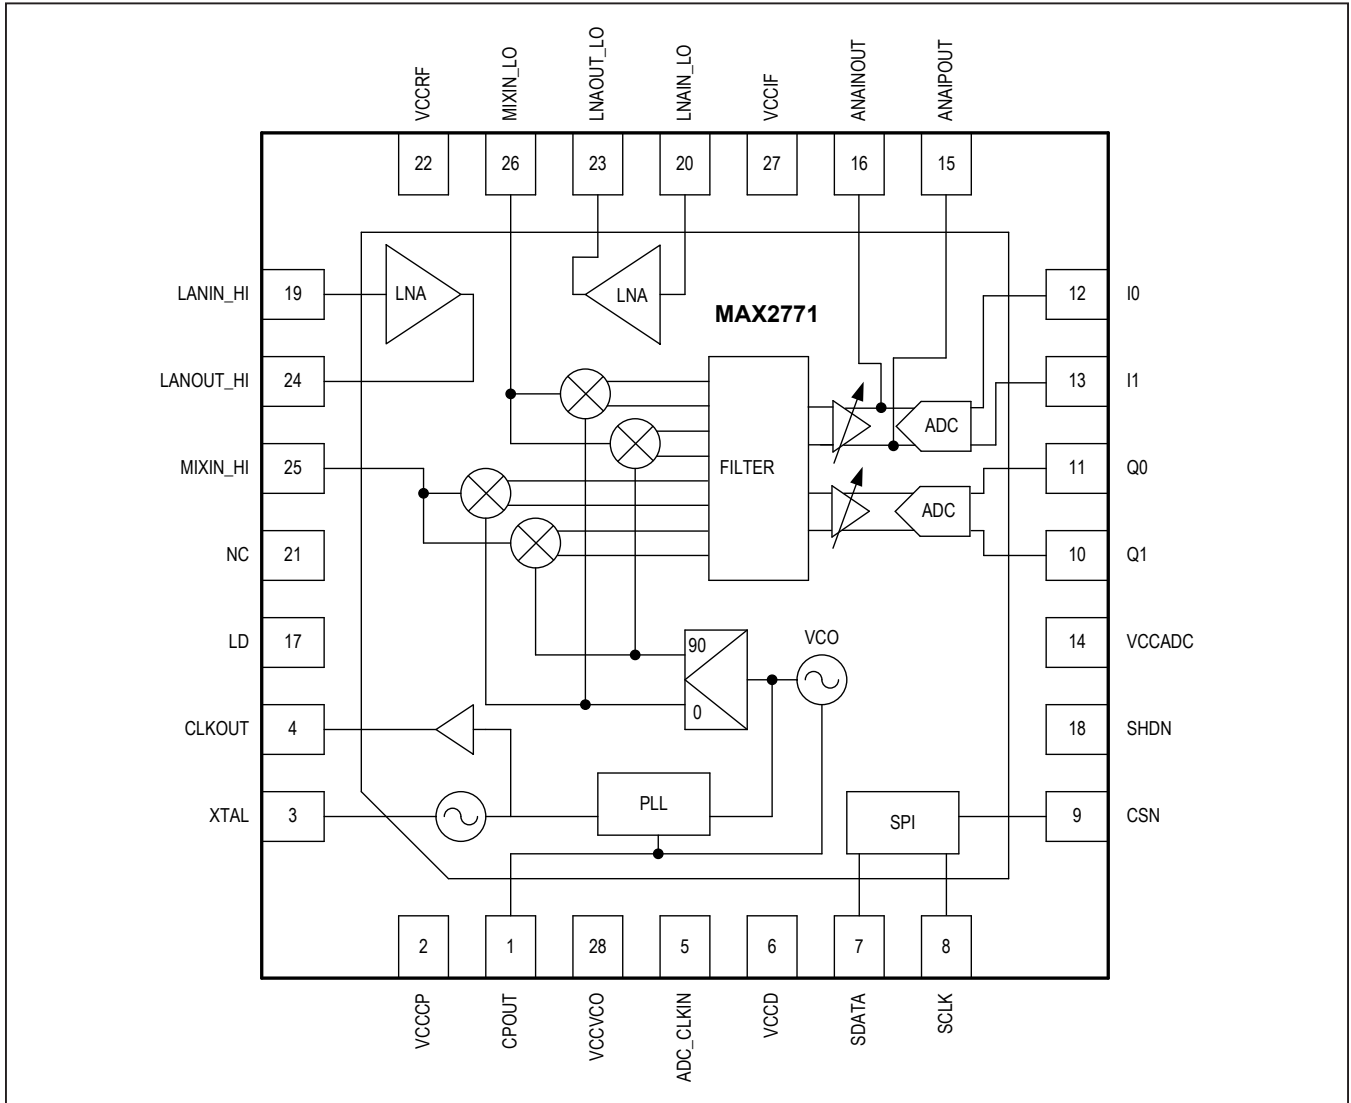 VCCRF
MIXIN_LO
LNAOUT_LO
LNAIN_LO
VCCIF
ANAINOUT
ANAIPOUT
22
26
23
20
27
16
15
LANIN_HI
19
LNA
LNA
MAX2771
12
I0
LANOUT_HI
24
13
I1
ADC
MIXIN_HI
25
FILTER
11
Q0
ADC
NC
21
10
Q1
LD
17
90
VCO
14
VCCADC
0
CLKOUT
4
18
SHDN
XTAL
3
PLL
SPI
9
CSN
2
1
28
5
6
7
8
VCCCP
CPOUT
VCCVCO
ADC_CLKIN
VCCD
SDATA
SCLK